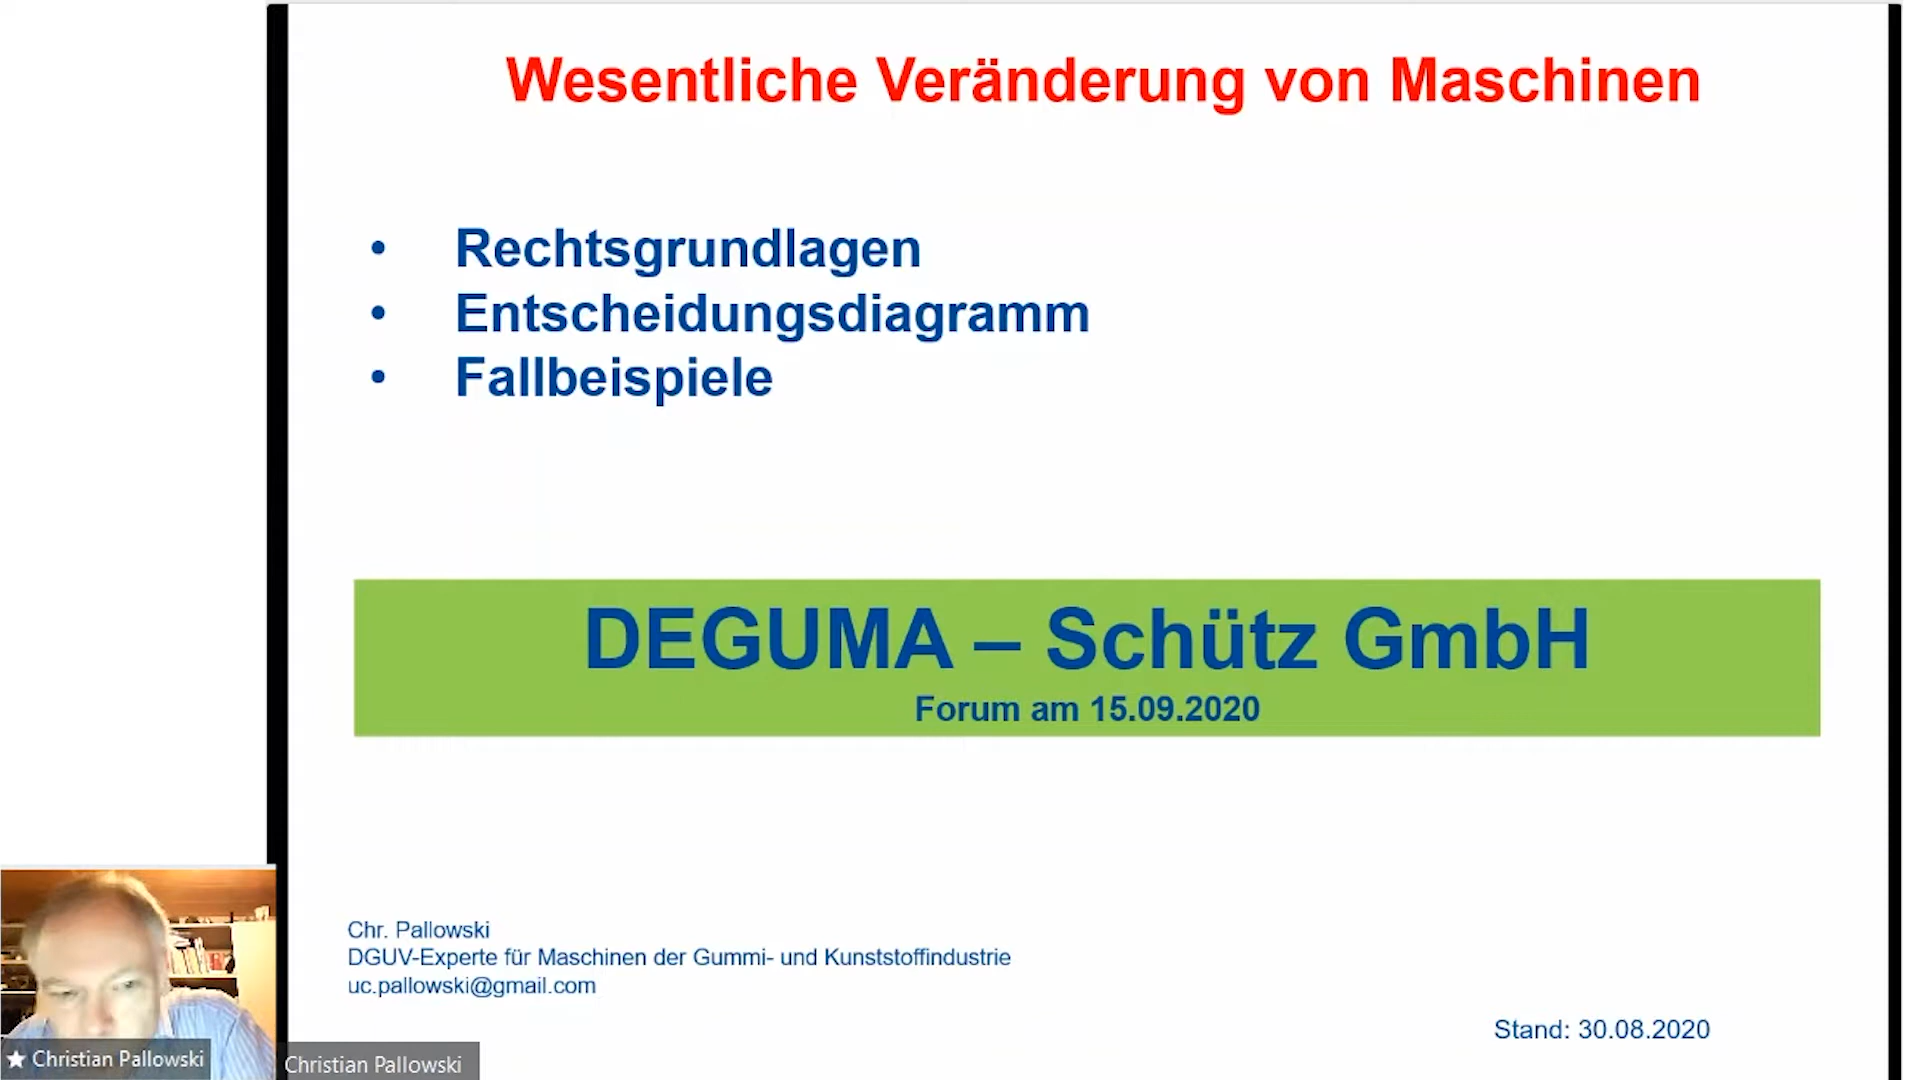 Wesentliche Veränderung von Maschinen
• Rechtsgrundlagen
• Entscheidungsdiagramm
• Fallbeispiele
DEGUMA – Schütz GmbH
Forum am 15.09.2020
Chr. Pallowski
DGUV-Experte für Maschinen der Gummi- und Kunststoffindustrie
uc.pallowski@gmail.com
Stand: 30.08.2020
Christian Pallowski
Christian Pallowski